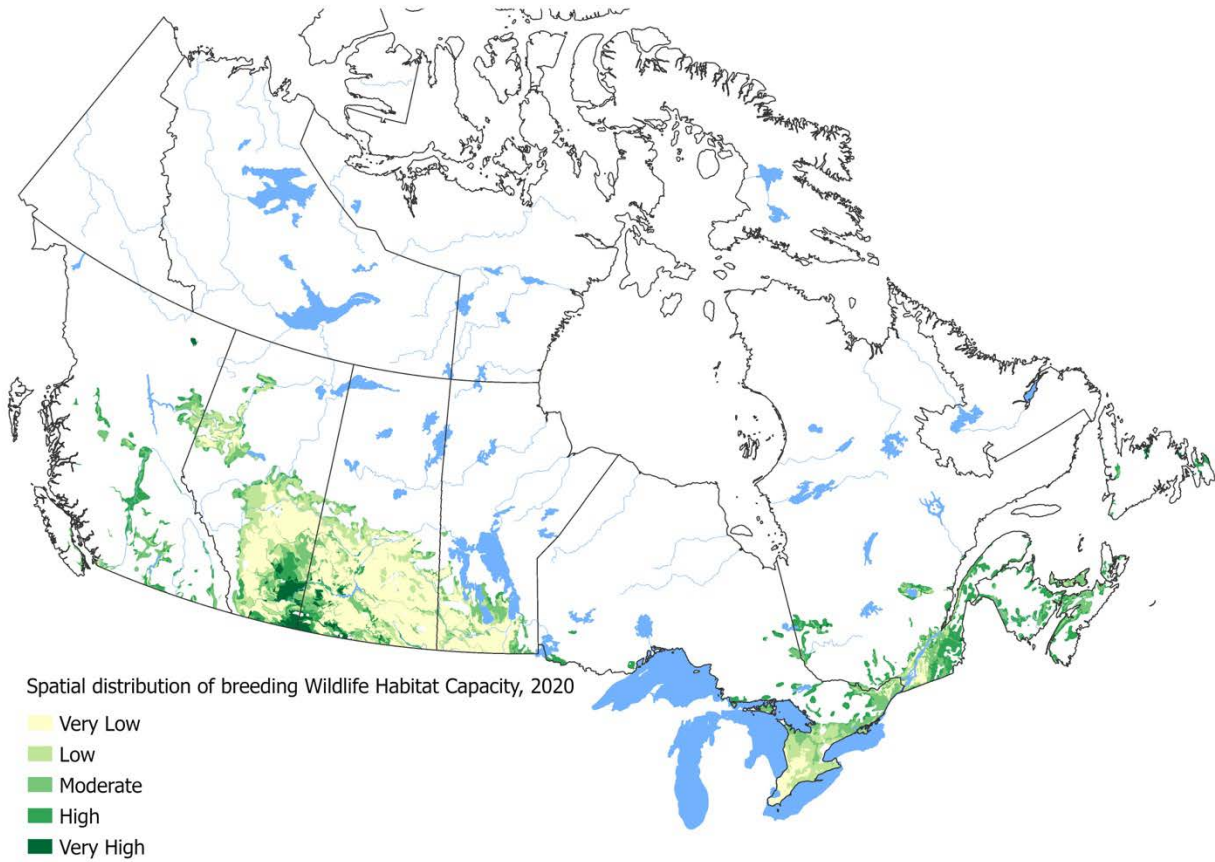 Spatial distribution of breeding Wildlife Habitat Capacity, 2020
Very Low
Low
Moderate
High
Very High